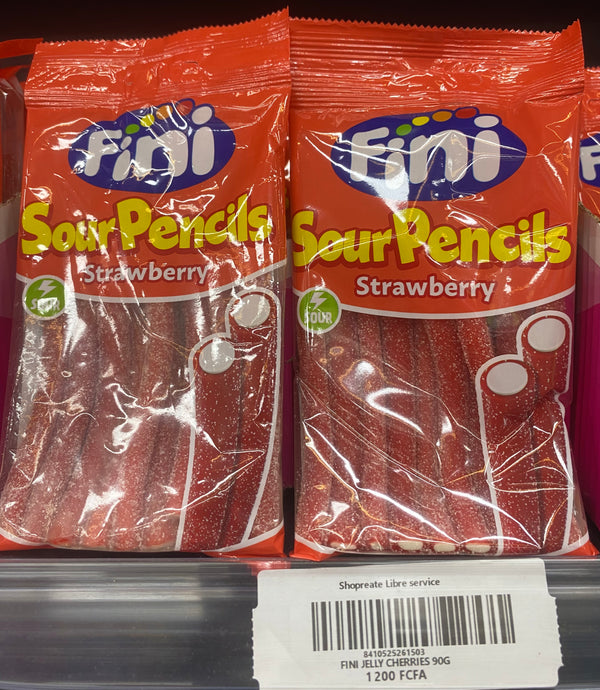 Fini
Sour Pencils
Strawberry
SOUR
Fini
Sour Pencils
Strawberry
SOUR
Shopreate Libre service
8410525261503
FINI JELLY CHERRIES 90G
1 200 FCFA